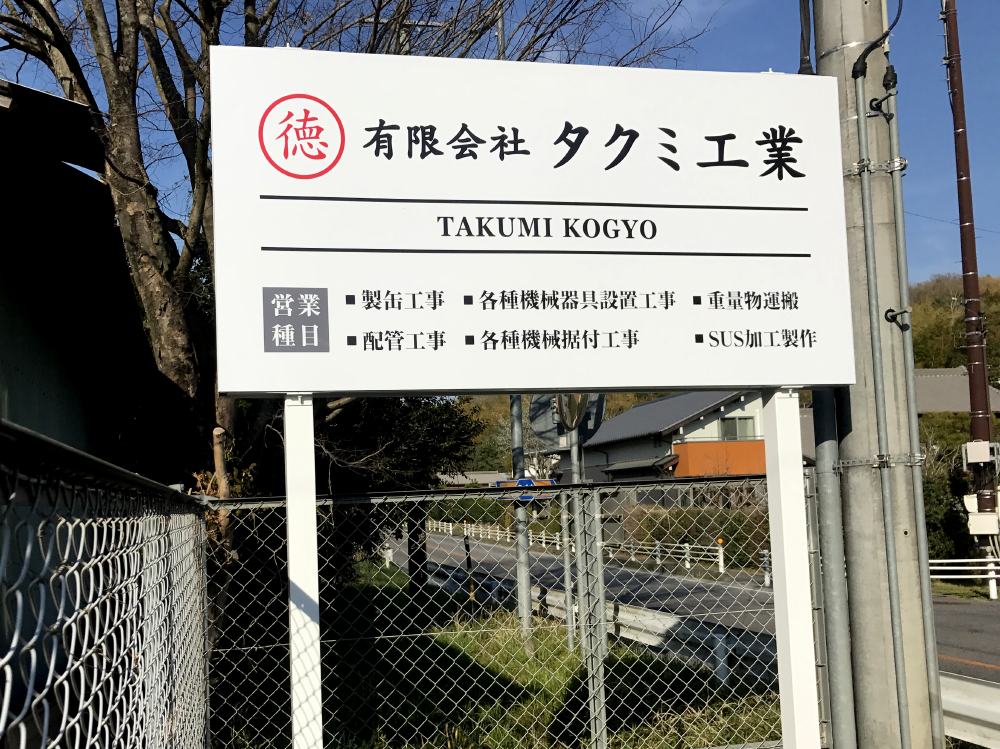 徳 有限会社 タクミ工業
TAKUMI KOGYO
営業種目
■製缶工事 ■各種機械器具設置工事 ■重量物運搬
■配管工事 ■各種機械据付工事 ■SUS加工製作